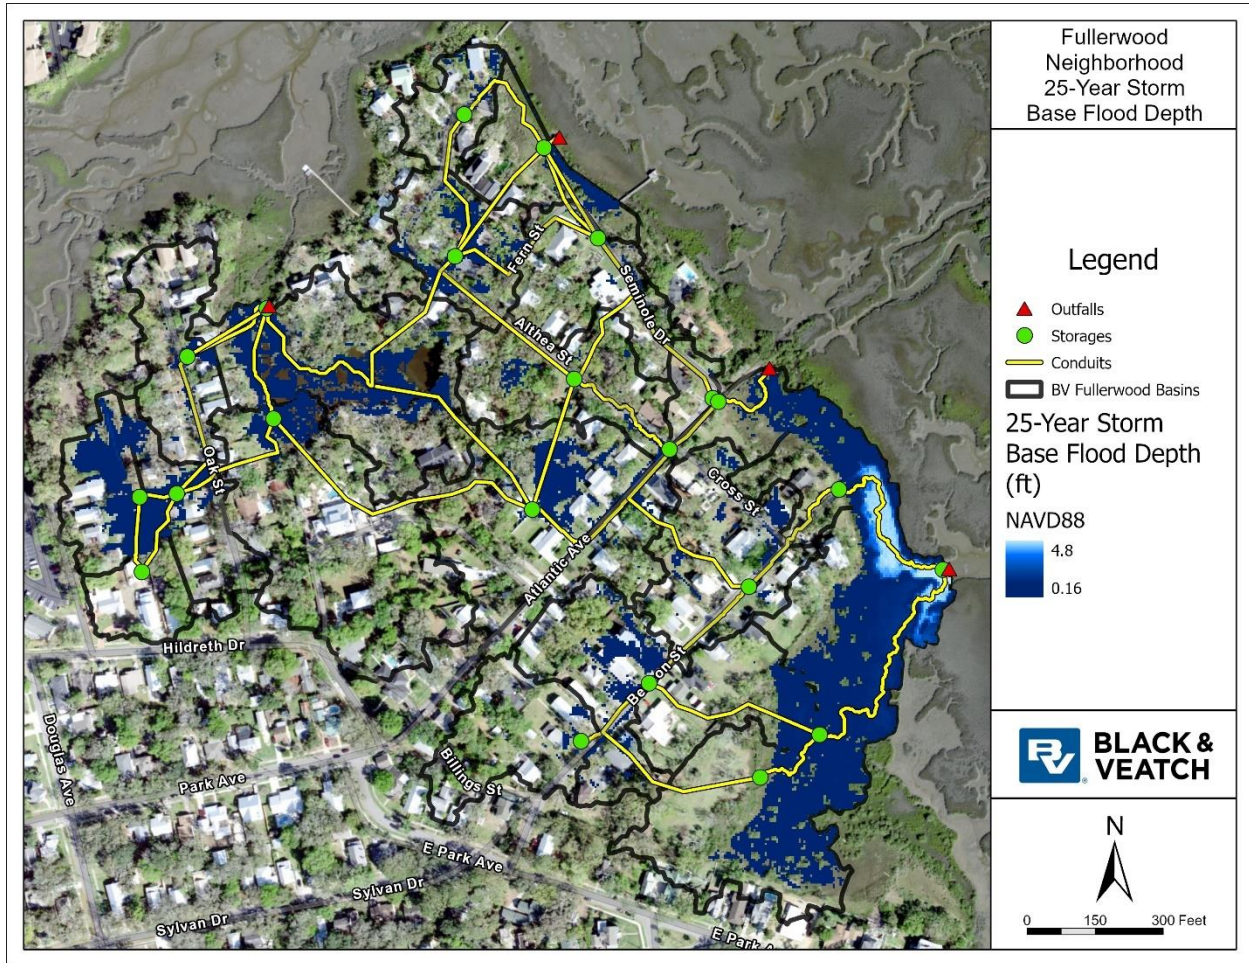 Fullerwood
Neighborhood
25-Year Storm
Base Flood Depth
Legend
Outfalls
Storages
Conduits
BV Fullerwood Basins
25-Year Storm
Base Flood Depth
(ft)
NAVD88
4.8
0.16
BV
BLACK &
VEATCH
N
0 150 300 Feet
Fern St
Seminole Dr
Althea St
Oak St
Cross St
Atlantic Ave
Hildreth Dr
Douglas Ave
Park Ave
Billings St
E Park Ave
Sylvan Dr
Sylvan Dr